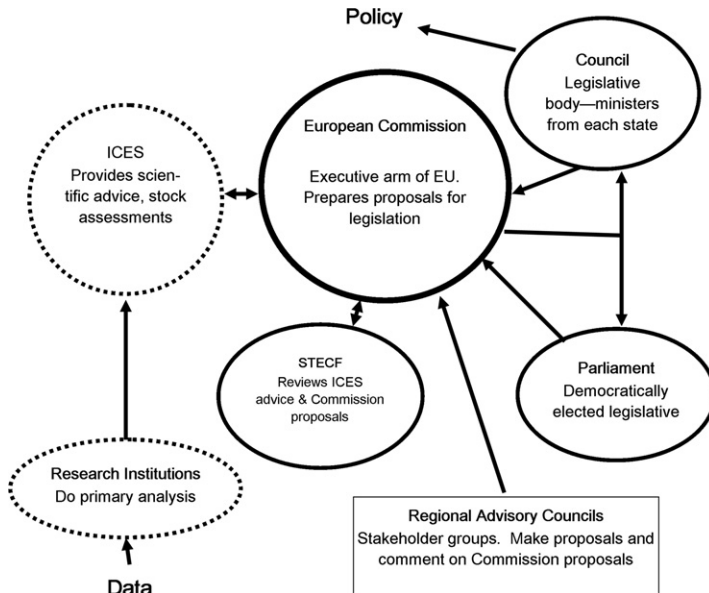 Policy
Council
Legislative
body—ministers
from each state
European Commission
Executive arm of EU.
Prepares proposals for
legislation
ICES
Provides scien-
tific advice, stock
assessments
STECF
Reviews ICES
advice & Commission
proposals
Parliament
Democratically
elected legislative
Research Institutions
Do primary analysis
Regional Advisory Councils
Stakeholder groups.  Make proposals and
comment on Commission proposals
Data